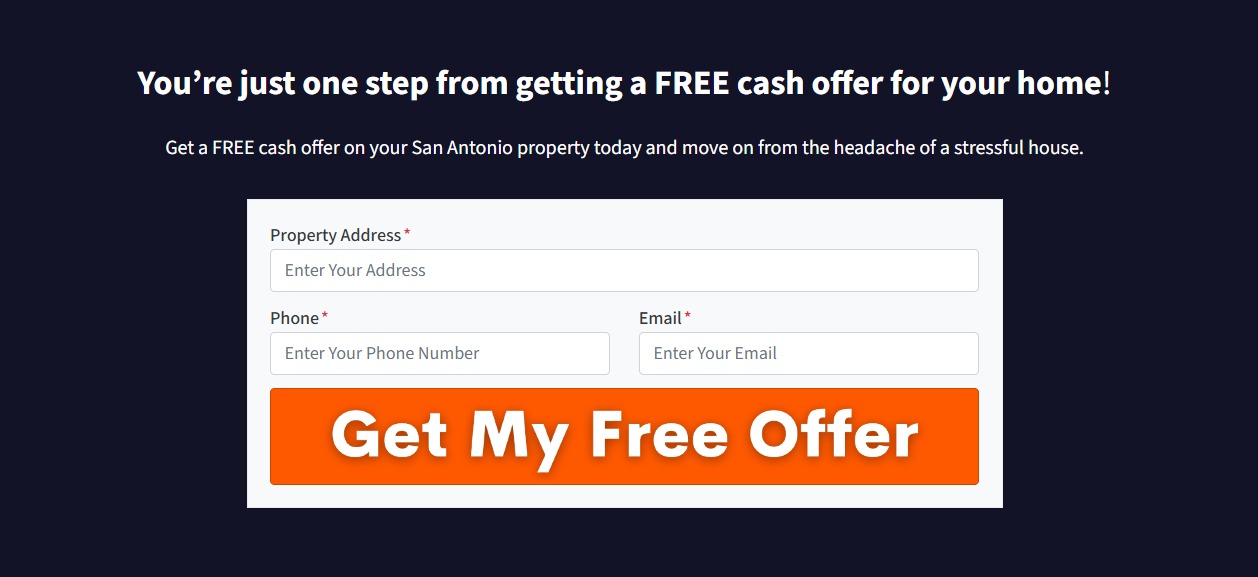 You’re just one step from getting a FREE cash offer for your home!
Get a FREE cash offer on your San Antonio property today and move on from the headache of a stressful house.
Property Address*
Enter Your Address
Phone* Email*
Enter Your Phone Number Enter Your Email
Get My Free Offer